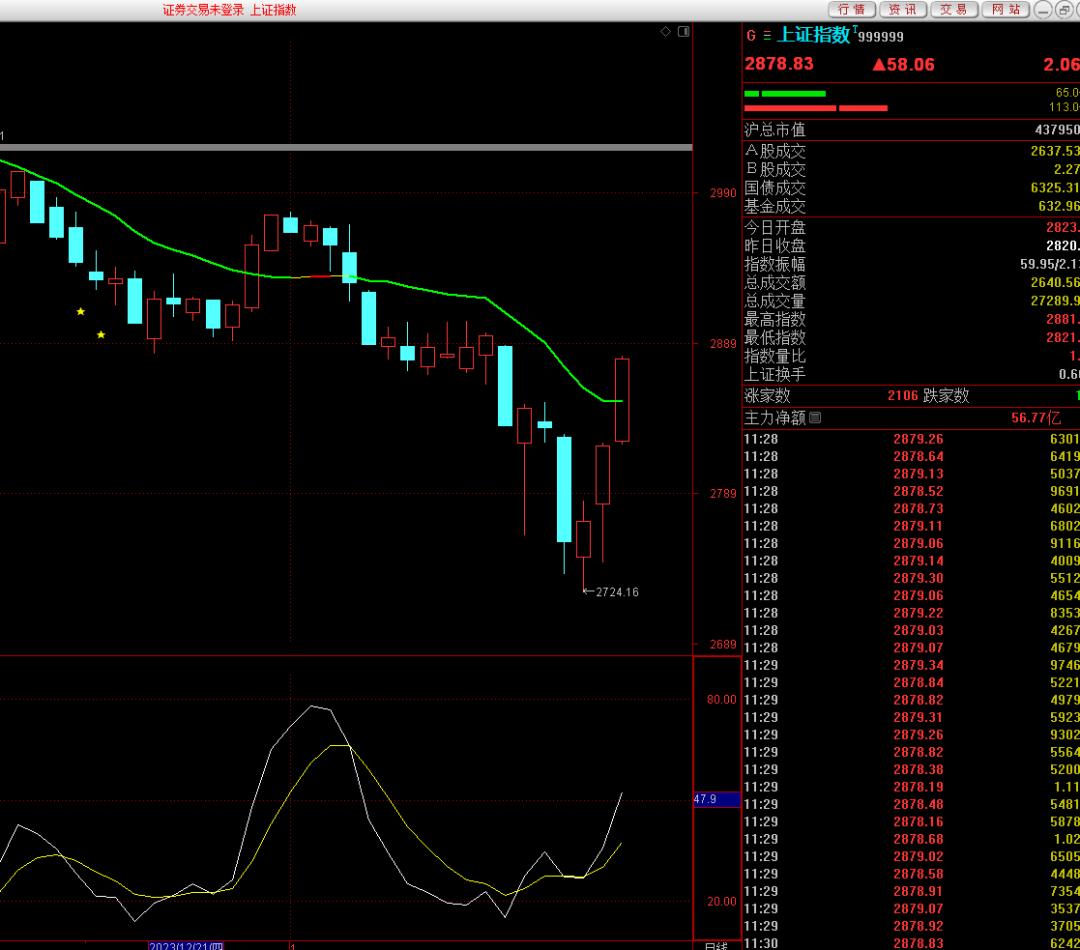 证券交易未登录 上证指数
行情 资讯 交易 网站
G 三 上证指数 T 999999
2878.83 ▲58.06 2.06
65.0
113.0
沪总市值 437950
A股成交 2637.53
B股成交 2.27
国债成交 6325.31
基金成交 632.96
今日开盘 2823.
昨日收盘 2820.
指数振幅 59.95/2.1
总成交额 2640.56
总成交量 27289.9
最高指数 2881.
最低指数 2821.
指数量比 1.
上证换手 0.6
涨家数 2106 跌家数 1
主力净额 56.77亿
11:28 2879.26 6301
11:28 2878.64 6419
11:28 2879.13 5037
11:28 2878.52 9691
11:28 2878.73 4602
11:28 2879.11 6802
11:28 2879.06 9116
11:28 2879.14 4009
11:28 2879.30 5512
11:28 2879.06 4654
11:28 2879.22 8353
11:28 2879.03 4267
11:28 2879.07 4679
11:29 2879.34 9746
11:29 2878.84 5221
11:29 2878.82 4979
11:29 2879.31 5923
11:29 2879.26 9302
11:29 2878.82 5564
11:29 2878.38 5200
11:29 2878.19 1.11
11:29 2878.48 5481
11:29 2878.16 5878
11:29 2878.68 1.02
11:29 2879.02 6505
11:29 2878.58 4448
11:29 2878.91 7354
11:29 2879.07 3537
11:29 2878.92 3705
11:30 2878.83 6242
1
2990
2889
2789
←2724.16
2689
80.00
47.9
20.00
2023/12/21/四 1 日线